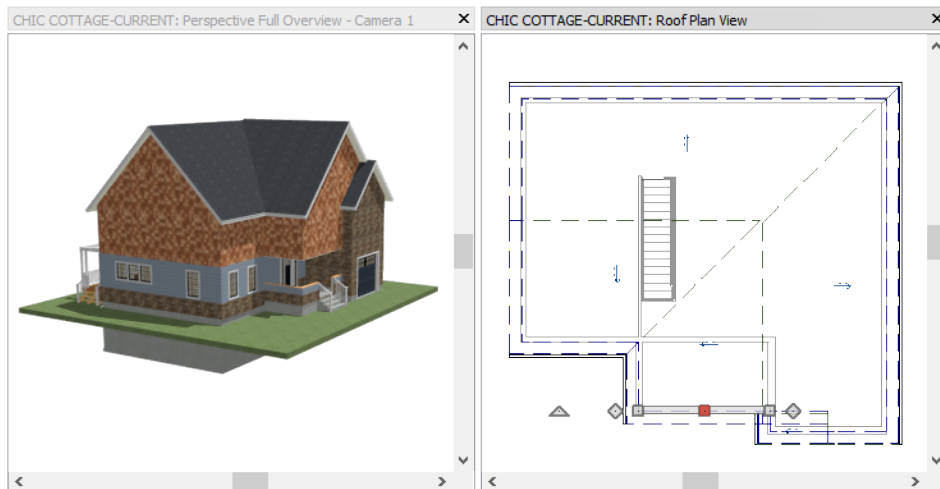 CHIC COTTAGE-CURRENT: Perspective Full Overview - Camera 1
CHIC COTTAGE-CURRENT: Roof Plan View